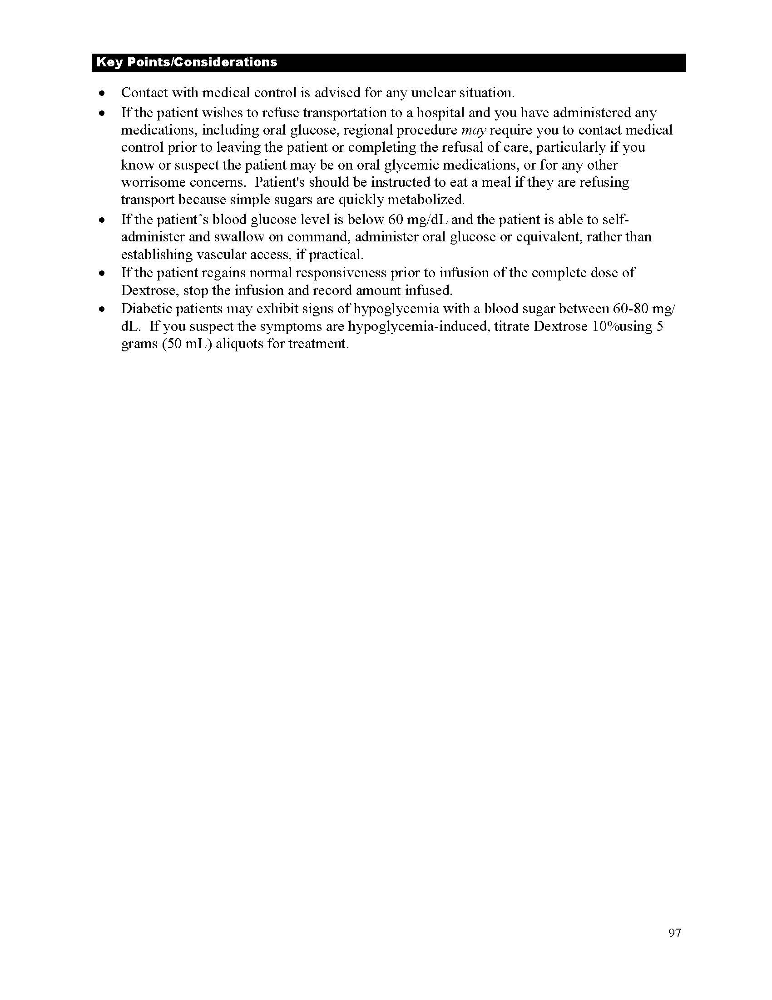 Key Points/Considerations
• Contact with medical control is advised for any unclear situation.
• If the patient wishes to refuse transportation to a hospital and you have administered any
medications, including oral glucose, regional procedure may require you to contact medical
control prior to leaving the patient or completing the refusal of care, particularly if you
know or suspect the patient may be on oral glycemic medications, or for any other
worrisome concerns.  Patient's should be instructed to eat a meal if they are refusing
transport because simple sugars are quickly metabolized.
• If the patient’s blood glucose level is below 60 mg/dL and the patient is able to self-
administer and swallow on command, administer oral glucose or equivalent, rather than
establishing vascular access, if practical.
• If the patient regains normal responsiveness prior to infusion of the complete dose of
Dextrose, stop the infusion and record amount infused.
• Diabetic patients may exhibit signs of hypoglycemia with a blood sugar between 60-80 mg/
dL.  If you suspect the symptoms are hypoglycemia-induced, titrate Dextrose 10%using 5
grams (50 mL) aliquots for treatment.
97